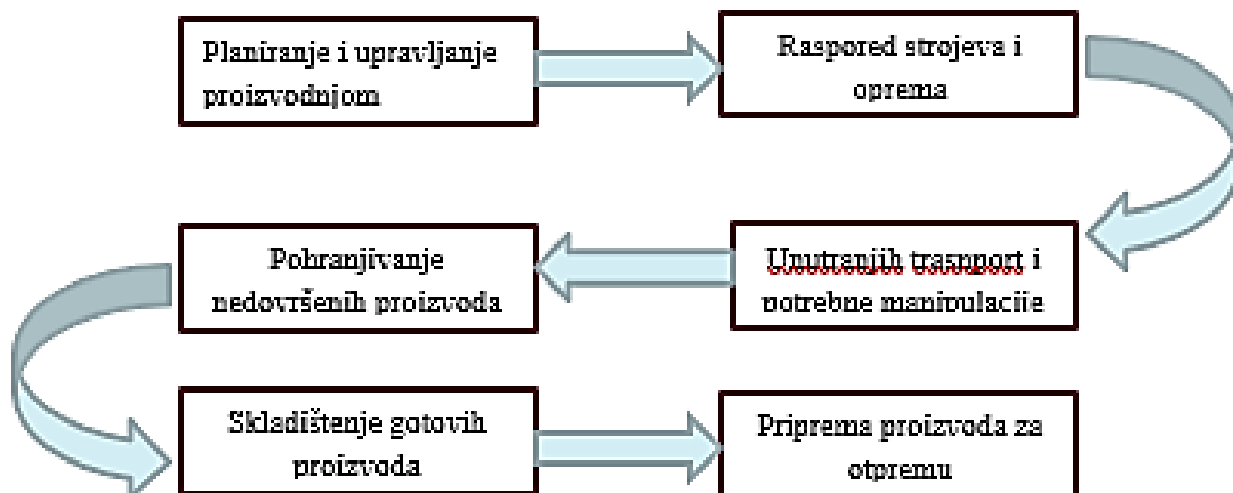 Planiranje i upravljanje
proizvodnjom
Raspored strojeva i
oprema
Unutranjih trasnport i
potrebne manipulacije
Pohranjivanje
nedovršenih proizvoda
Skladištenje gotovih
proizvoda
Priprema proizvoda za
otpremu